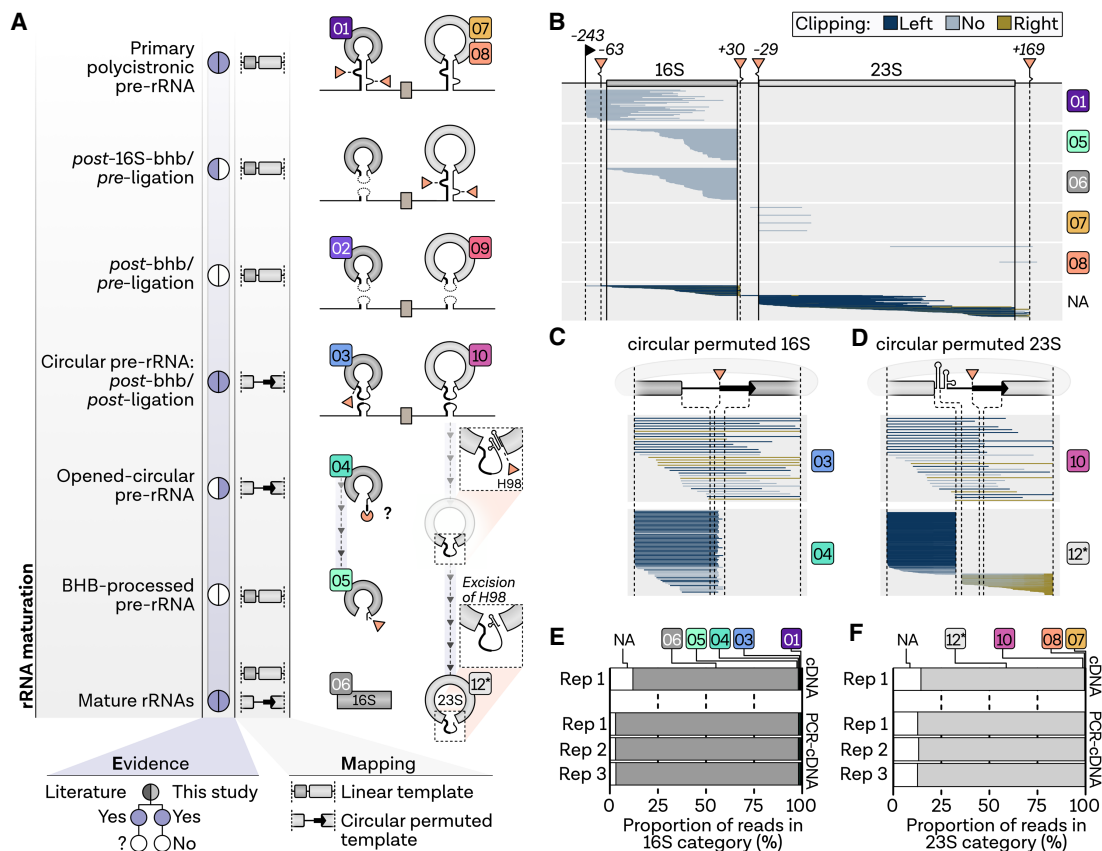 A
Primary
polycistronic
pre-rRNA
01
07
08
post-16S-bhb/
pre-ligation
post-bhb/
pre-ligation
02
09
Circular pre-rRNA:
post-bhb/
post-ligation
03
10
Opened-circular
pre-rRNA
04
?
H98
BHB-processed
pre-rRNA
05
Excision
of H98
Mature rRNAs
06
16S
23S
12*
rRNA maturation
Evidence
Literature
This study
Yes
Yes
?
No
Mapping
Linear template
Circular permuted
template
B
Clipping:
Left
No
Right
-243
-63
+30
-29
+169
16S
23S
01
05
06
07
08
NA
C
circular permuted 16S
03
04
D
circular permuted 23S
10
12*
E
NA
06
05
04
03
01
Rep 1
cDNA
Rep 1
Rep 2
Rep 3
PCR-cDNA
0
25
50
75
100
Proportion of reads in
16S category (%)
F
NA
12*
10
08
07
Rep 1
cDNA
Rep 1
Rep 2
Rep 3
PCR-cDNA
0
25
50
75
100
Proportion of reads in
23S category (%)